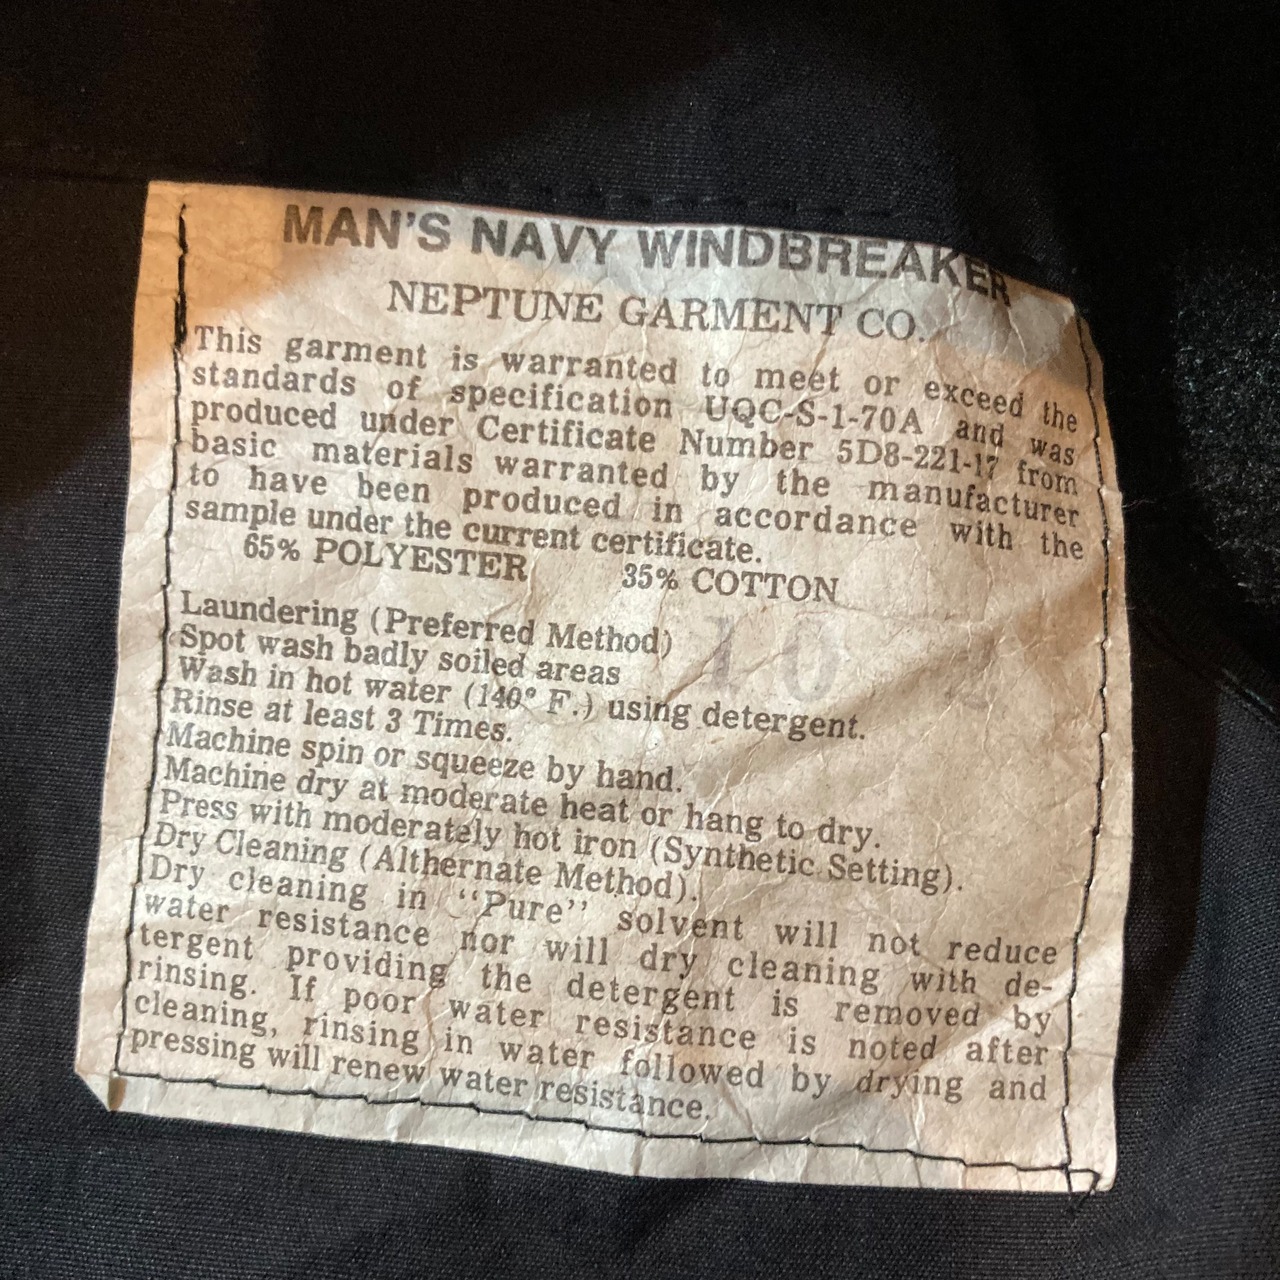 MAN'S NAVY WINDBREAKER
NEPTUNE GARMENT CO.
This garment is warranted to meet or exceed the
standards of specification UQC-S-1-70A and was
produced under Certificate Number 5D8-221-17 from
basic materials warranted by the manufacturer
to have been produced in accordance with the
sample under the current certificate.
65% POLYESTER 35% COTTON
Laundering (Preferred Method)
Spot wash badly soiled areas
Wash in hot water (140° F.) using detergent.
Rinse at least 3 Times.
Machine spin or squeeze by hand.
Machine dry at moderate heat or hang to dry.
Press with moderately hot iron (Synthetic Setting).
Dry Cleaning (Althernate Method).
Dry cleaning in "Pure" solvent will not reduce
water resistance nor will dry cleaning with de-
tergent providing the detergent is removed by
rinsing. If poor water resistance is noted after
cleaning, rinsing in water followed by drying and
pressing will renew water resistance.